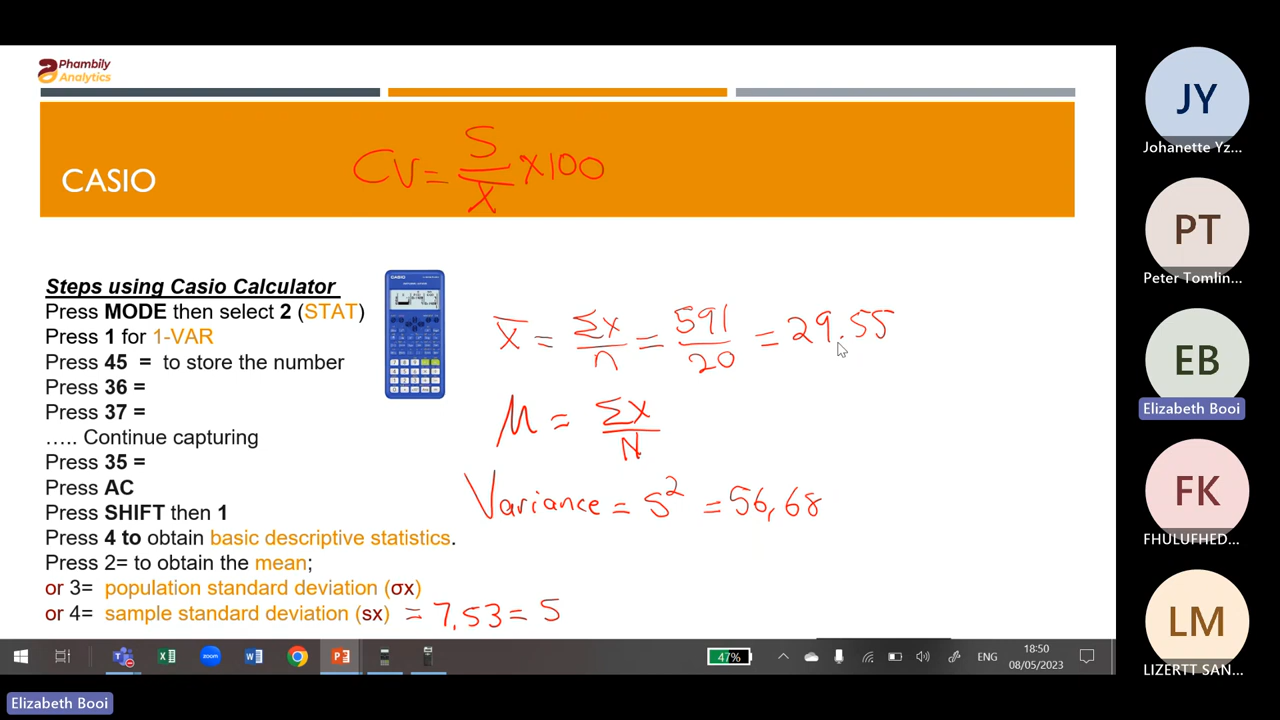 Phambily
Analytics
CASIO
CV = S/X × 100
Steps using Casio Calculator
Press MODE then select 2 (STAT)
Press 1 for 1-VAR
Press 45 = to store the number
Press 36 =
Press 37 =
….. Continue capturing
Press 35 =
Press AC
Press SHIFT then 1
Press 4 to obtain basic descriptive statistics.
Press 2= to obtain the mean;
or 3= population standard deviation (σx)
or 4= sample standard deviation (sx) = 7.53 = S
CASIO
x̄ = Σx/n = 591/20 = 29.55
M = Σx/N
Variance = S² = 56,68
JY
Johanette Yz...
PT
Peter Tomlin...
EB
Elizabeth Booi
FK
FHULUFHED...
LM
LIZERTT SAN...
47%
ENG
18:50
08/05/2023
Elizabeth Booi